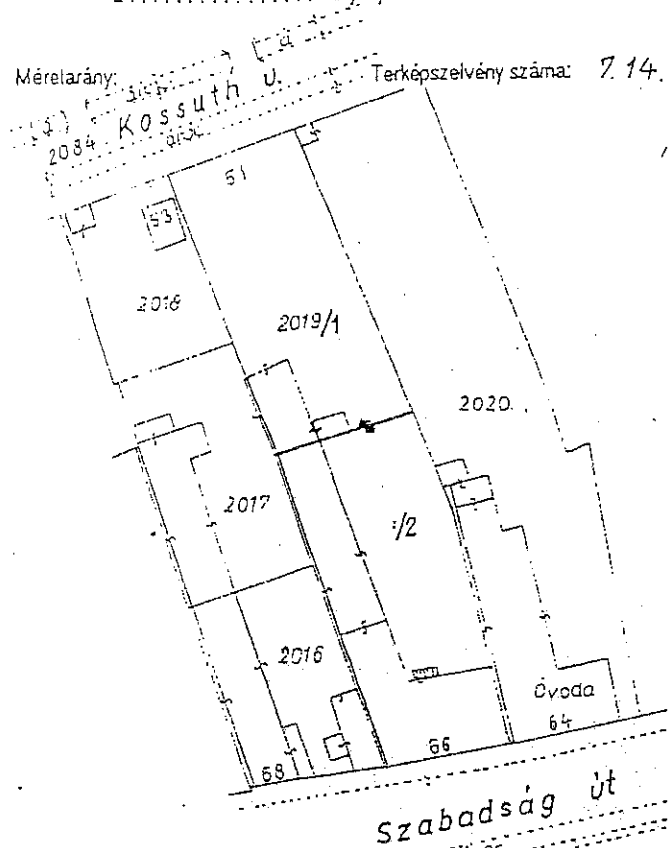 Méretarány:
Térképszelvény száma: 7.14.
2084 Kossuth u.
51
53
2018
2019/1
2020
2017
:/2
2016
Óvoda
68
66
64
Szabadság út